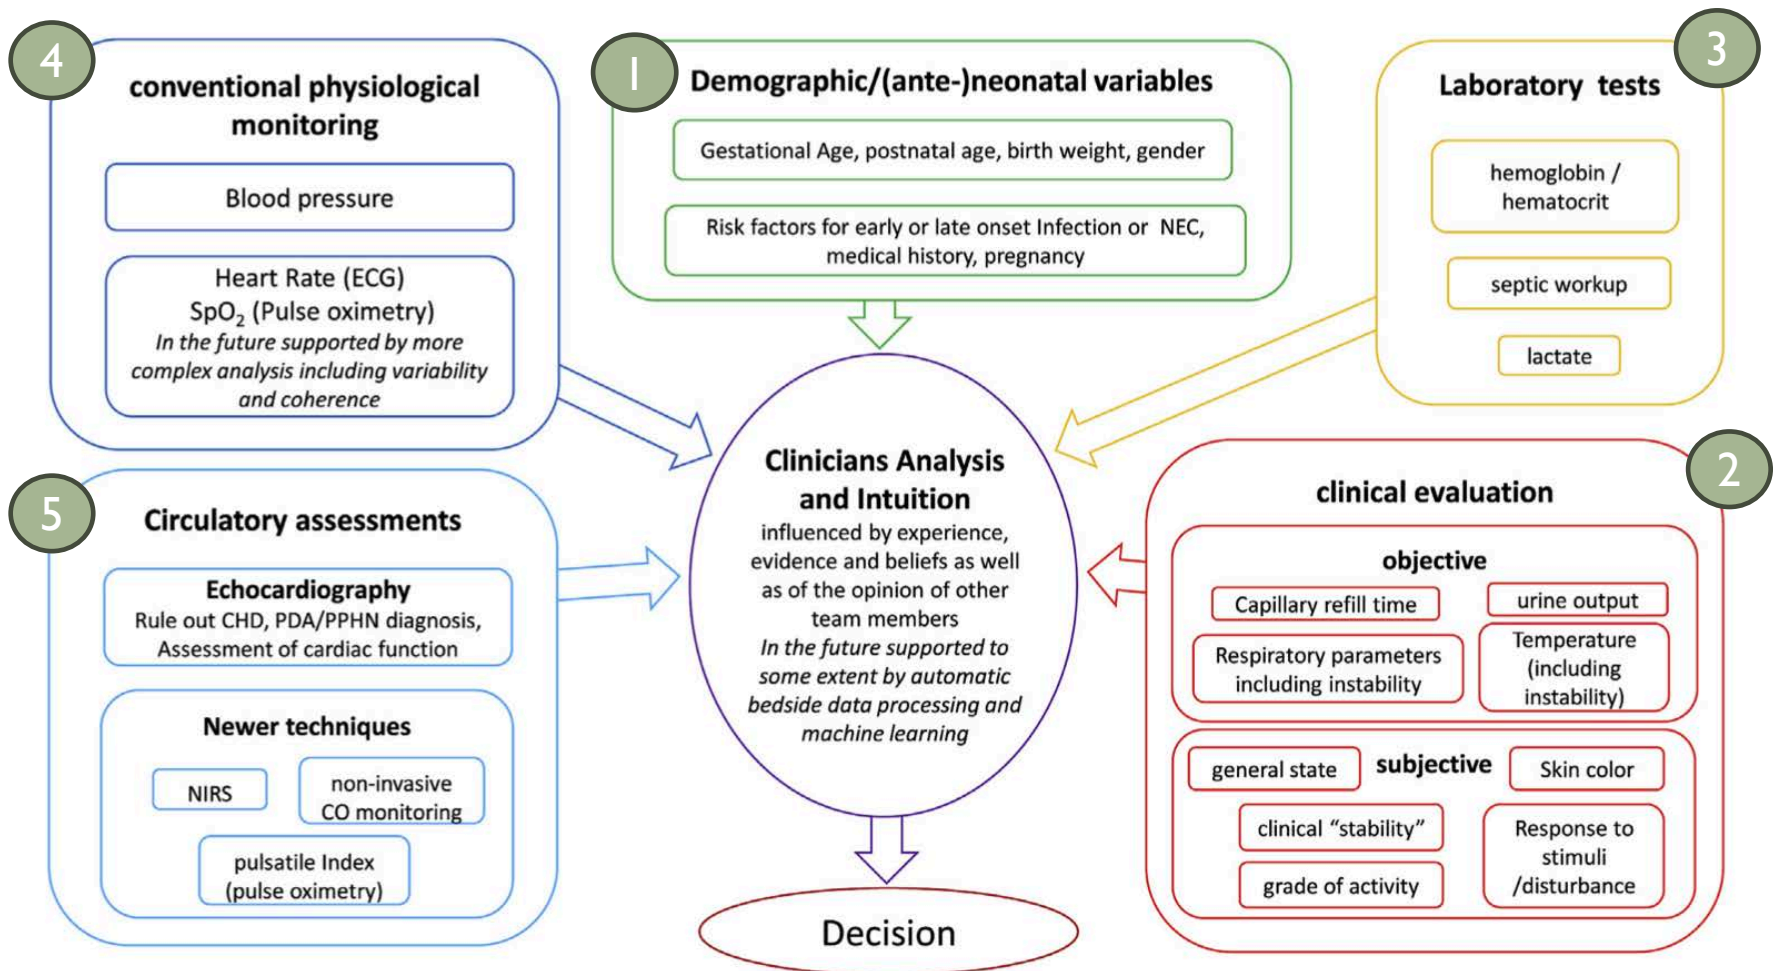 4
conventional physiological
monitoring
Blood pressure
Heart Rate (ECG)
SpO₂ (Pulse oximetry)
In the future supported by more
complex analysis including variability
and coherence
1
Demographic/(ante-)neonatal variables
Gestational Age, postnatal age, birth weight, gender
Risk factors for early or late onset Infection or NEC,
medical history, pregnancy
3
Laboratory tests
hemoglobin /
hematocrit
septic workup
lactate
5
Circulatory assessments
Echocardiography
Rule out CHD, PDA/PPHN diagnosis,
Assessment of cardiac function
Newer techniques
NIRS
non-invasive
CO monitoring
pulsatile Index
(pulse oximetry)
Clinicians Analysis
and Intuition
influenced by experience,
evidence and beliefs as well
as of the opinion of other
team members
In the future supported to
some extent by automatic
bedside data processing and
machine learning
2
clinical evaluation
objective
Capillary refill time
urine output
Respiratory parameters
including instability
Temperature
(including
instability)
subjective
general state
Skin color
clinical “stability”
grade of activity
Response to
stimuli
/disturbance
Decision